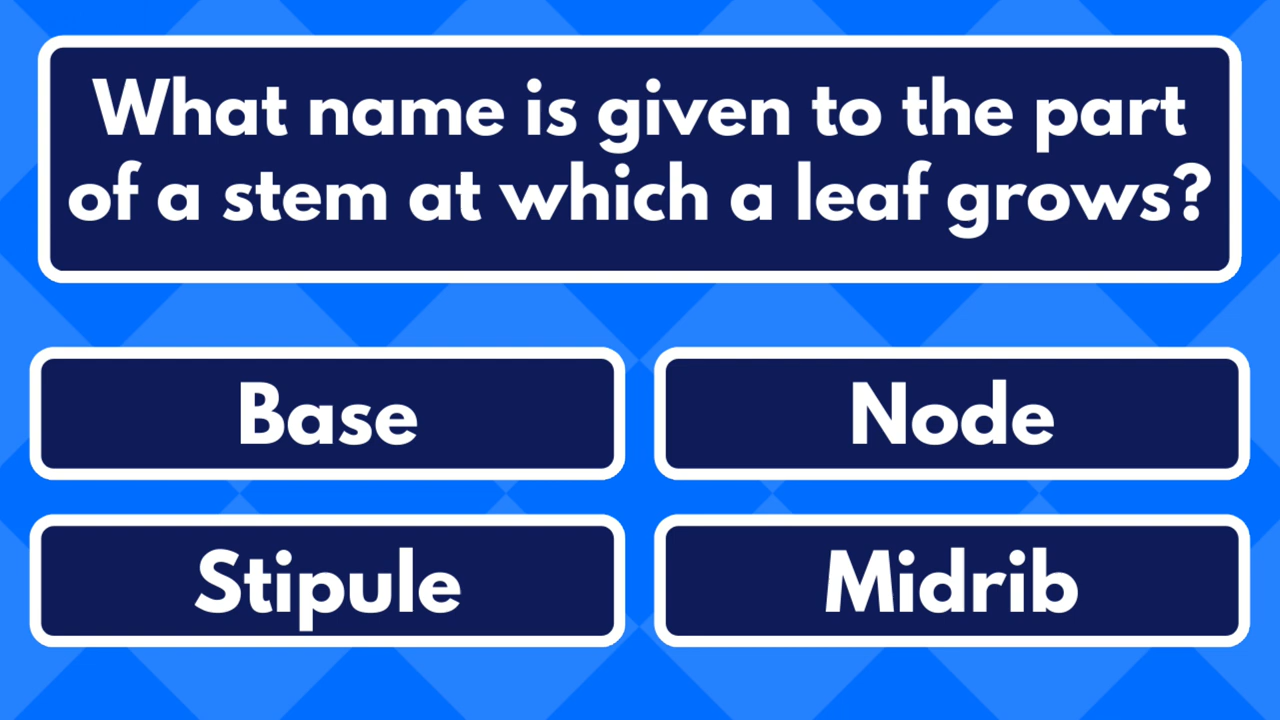 What name is given to the part
of a stem at which a leaf grows?
Base
Node
Stipule
Midrib